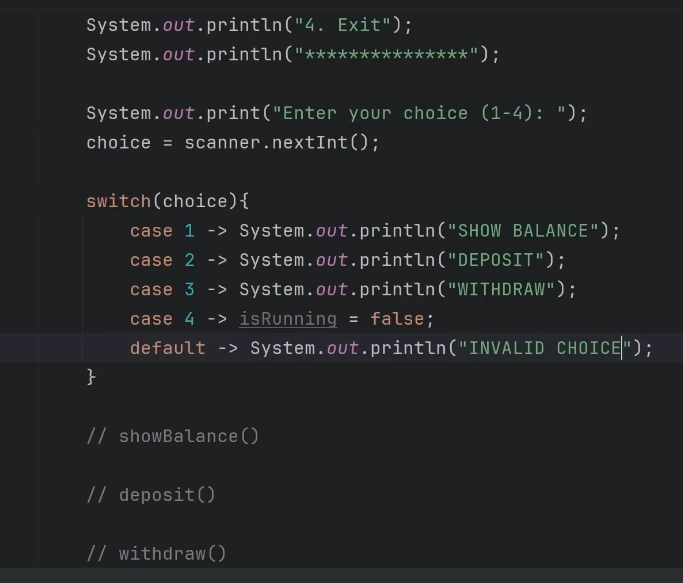 System.out.println("4. Exit");
System.out.println("***************");
System.out.print("Enter your choice (1-4): ");
choice = scanner.nextInt();
switch(choice){
case 1 -> System.out.println("SHOW BALANCE");
case 2 -> System.out.println("DEPOSIT");
case 3 -> System.out.println("WITHDRAW");
case 4 -> isRunning = false;
default -> System.out.println("INVALID CHOICE");
}
// showBalance()
// deposit()
// withdraw()